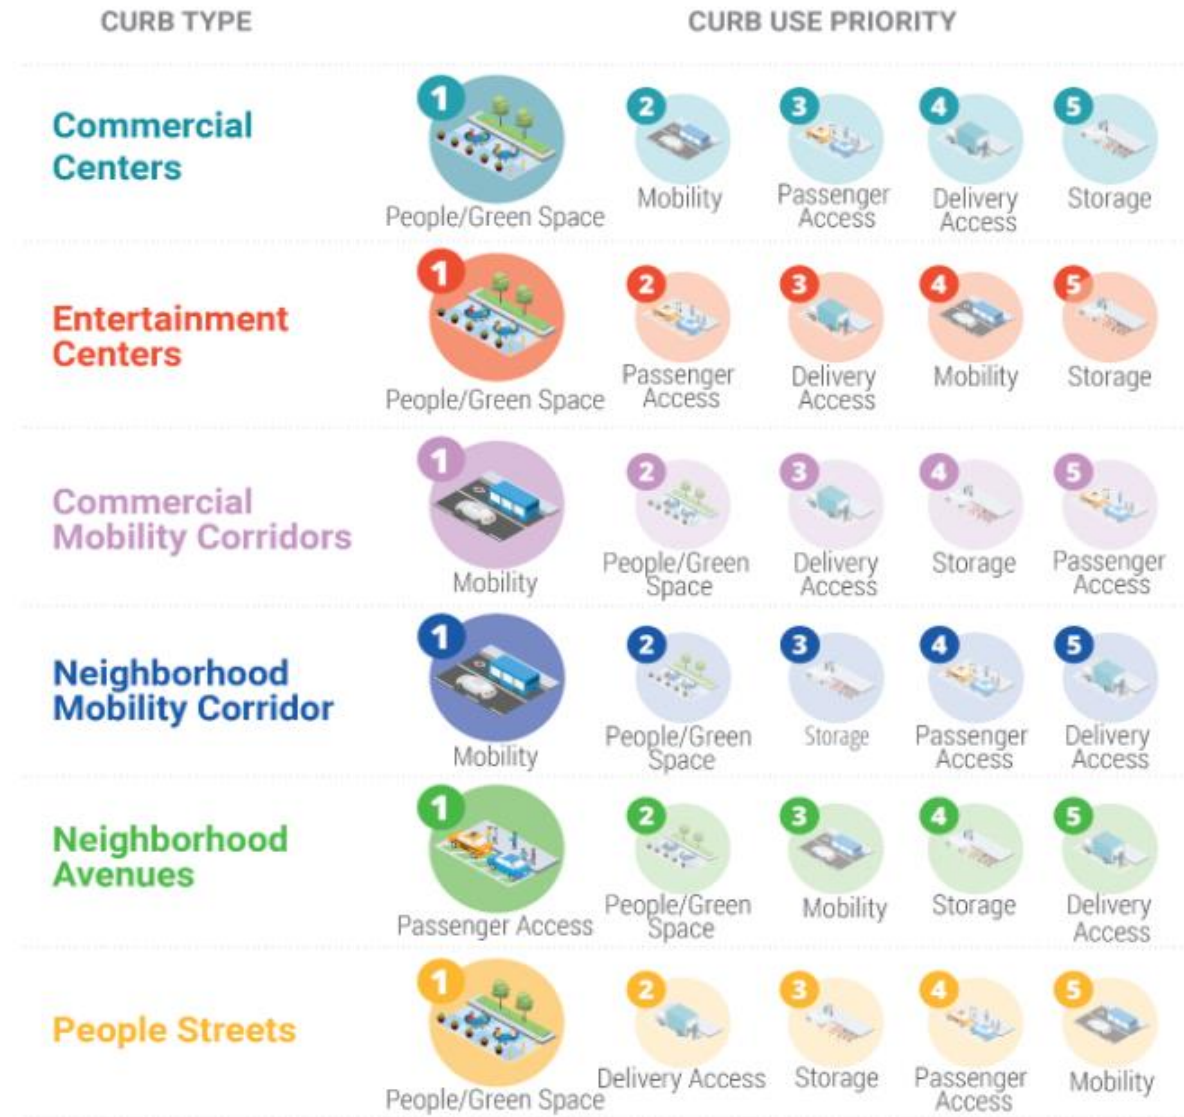 CURB TYPE CURB USE PRIORITY
Commercial
Centers
1 2 3 4 5
People/Green Space
Mobility
Passenger
Access
Delivery
Access
Storage
Entertainment
Centers
1 2 3 4 5
People/Green Space
Passenger
Access
Delivery
Access
Mobility
Storage
Commercial
Mobility Corridors
1 2 3 4 5
Mobility
People/Green
Space
Delivery
Access
Storage
Passenger
Access
Neighborhood
Mobility Corridor
1 2 3 4 5
Mobility
People/Green
Space
Storage
Passenger
Access
Delivery
Access
Neighborhood
Avenues
1 2 3 4 5
Passenger Access
People/Green
Space
Mobility
Storage
Delivery
Access
People Streets
1 2 3 4 5
People/Green Space
Delivery Access
Storage
Passenger
Access
Mobility